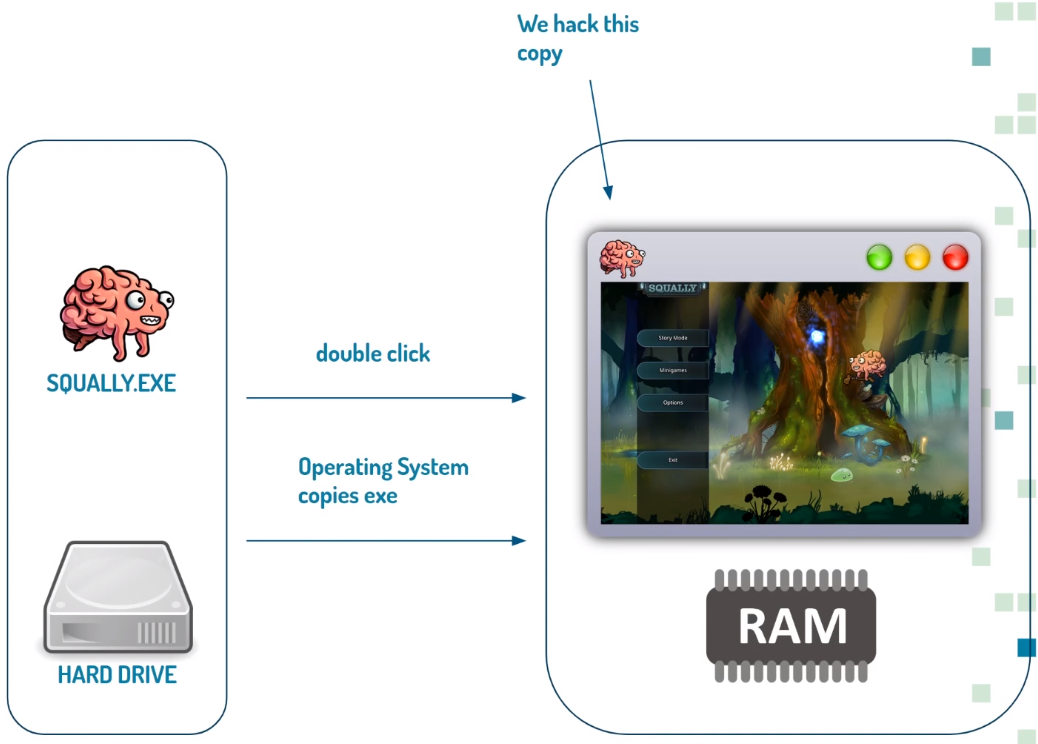 We hack this
copy
SQUALLY.EXE
double click
Operating System
copies exe
HARD DRIVE
SQUALLY
Story Mode
Minigames
Options
Exit
RAM